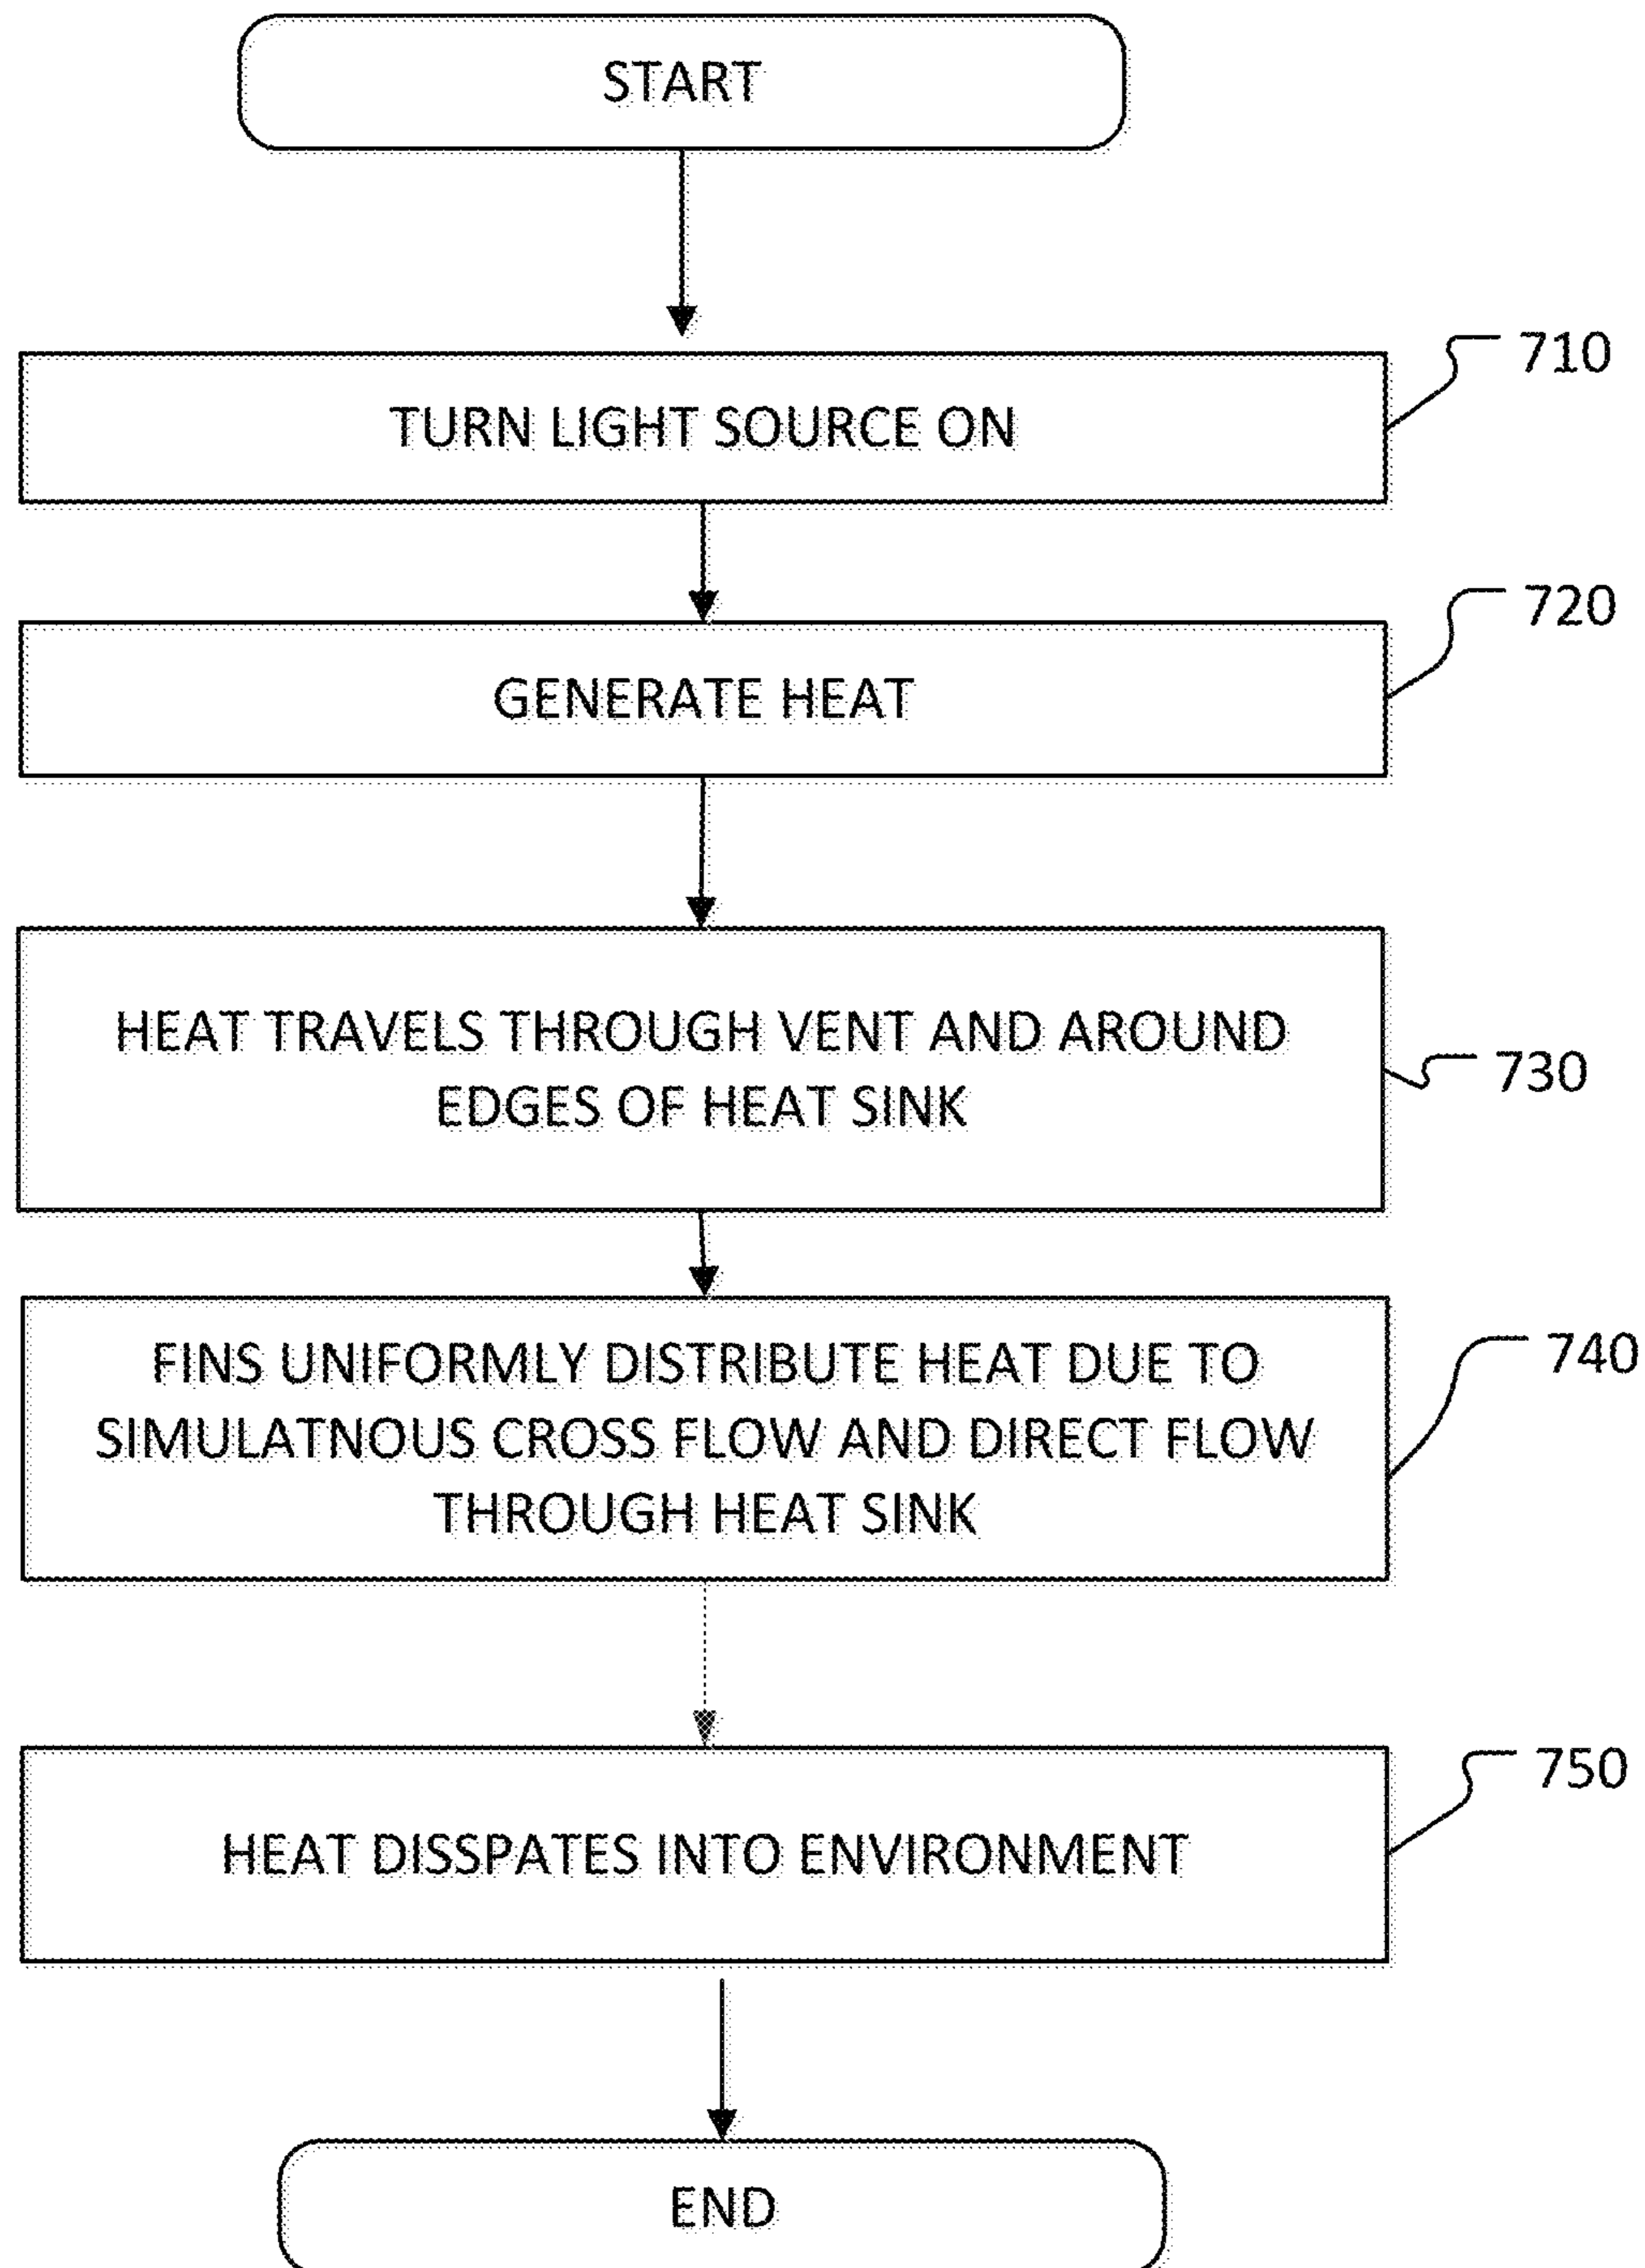 START
TURN LIGHT SOURCE ON
710
GENERATE HEAT
720
HEAT TRAVELS THROUGH VENT AND AROUND
EDGES OF HEAT SINK
730
FINS UNIFORMLY DISTRIBUTE HEAT DUE TO
SIMULATNOUS CROSS FLOW AND DIRECT FLOW
THROUGH HEAT SINK
740
HEAT DISSPATES INTO ENVIRONMENT
750
END